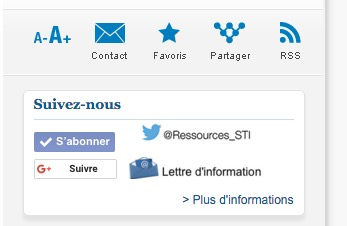 A-A+
Contact Favoris Partager RSS
Suivez-nous
S'abonner
@Ressources_STI
G+ Suivre
Lettre d'information
> Plus d'informations